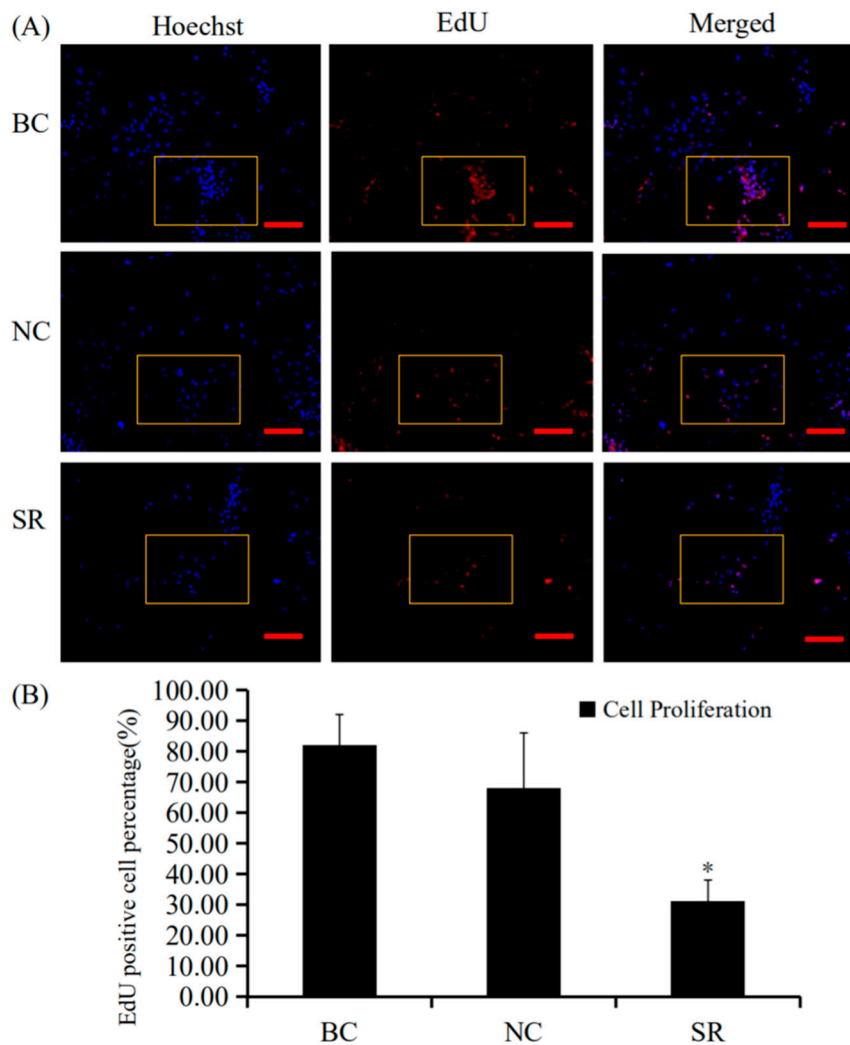 (A)
Hoechst EdU Merged
BC
NC
SR
(B)
EdU positive cell percentage(%)
100.00
90.00
80.00
70.00
60.00
50.00
40.00
30.00
20.00
10.00
0.00
■ Cell Proliferation
*
BC NC SR